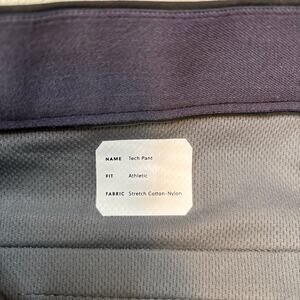 NAME Tech Pant
FIT Athletic
FABRIC Stretch Cotton-Nylon